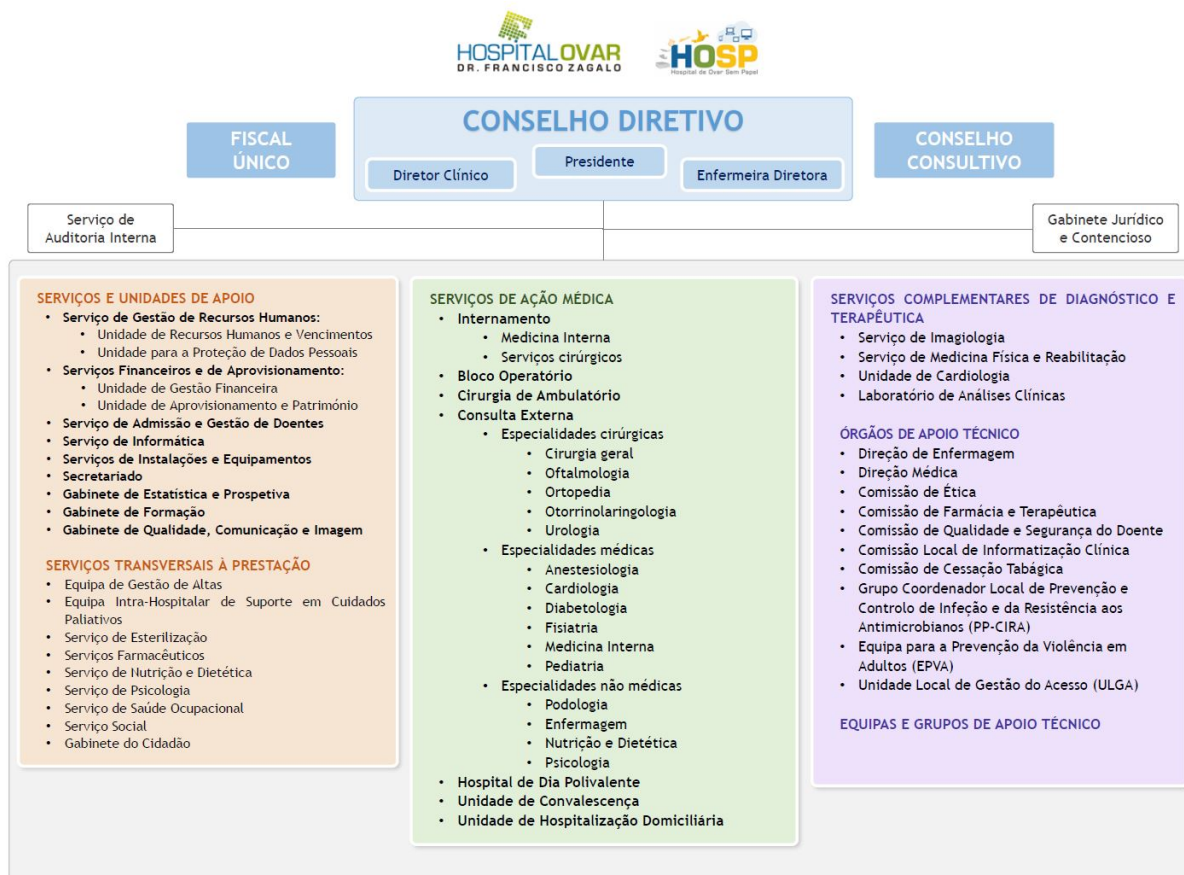 HOSPITALOVAR
DR. FRANCISCO ZAGALO
HOSP
Hospital de Ovar Sem Papel
FISCAL
ÚNICO
CONSELHO DIRETIVO
Diretor Clínico
Presidente
Enfermeira Diretora
CONSELHO
CONSULTIVO
Serviço de
Auditoria Interna
Gabinete Jurídico
e Contencioso
SERVIÇOS E UNIDADES DE APOIO
• Serviço de Gestão de Recursos Humanos:
• Unidade de Recursos Humanos e Vencimentos
• Unidade para a Proteção de Dados Pessoais
• Serviços Financeiros e de Aprovisionamento:
• Unidade de Gestão Financeira
• Unidade de Aprovisionamento e Património
• Serviço de Admissão e Gestão de Doentes
• Serviço de Informática
• Serviços de Instalações e Equipamentos
• Secretariado
• Gabinete de Estatística e Prospetiva
• Gabinete de Formação
• Gabinete de Qualidade, Comunicação e Imagem
SERVIÇOS TRANSVERSAIS À PRESTAÇÃO
• Equipa de Gestão de Altas
• Equipa Intra-Hospitalar de Suporte em Cuidados
Paliativos
• Serviço de Esterilização
• Serviços Farmacêuticos
• Serviço de Nutrição e Dietética
• Serviço de Psicologia
• Serviço de Saúde Ocupacional
• Serviço Social
• Gabinete do Cidadão
SERVIÇOS DE AÇÃO MÉDICA
• Internamento
• Medicina Interna
• Serviços cirúrgicos
• Bloco Operatório
• Cirurgia de Ambulatório
• Consulta Externa
• Especialidades cirúrgicas
• Cirurgia geral
• Oftalmologia
• Ortopedia
• Otorrinolaringologia
• Urologia
• Especialidades médicas
• Anestesiologia
• Cardiologia
• Diabetologia
• Fisiatria
• Medicina Interna
• Pediatria
• Especialidades não médicas
• Podologia
• Enfermagem
• Nutrição e Dietética
• Psicologia
• Hospital de Dia Polivalente
• Unidade de Convalescença
• Unidade de Hospitalização Domiciliária
SERVIÇOS COMPLEMENTARES DE DIAGNÓSTICO E
TERAPÊUTICA
• Serviço de Imagiologia
• Serviço de Medicina Física e Reabilitação
• Unidade de Cardiologia
• Laboratório de Análises Clínicas
ÓRGÃOS DE APOIO TÉCNICO
• Direção de Enfermagem
• Direção Médica
• Comissão de Ética
• Comissão de Farmácia e Terapêutica
• Comissão de Qualidade e Segurança do Doente
• Comissão Local de Informatização Clínica
• Comissão de Cessação Tabágica
• Grupo Coordenador Local de Prevenção e
Controlo de Infeção e da Resistência aos
Antimicrobianos (PP-CIRA)
• Equipa para a Prevenção da Violência em
Adultos (EPVA)
• Unidade Local de Gestão do Acesso (ULGA)
EQUIPAS E GRUPOS DE APOIO TÉCNICO